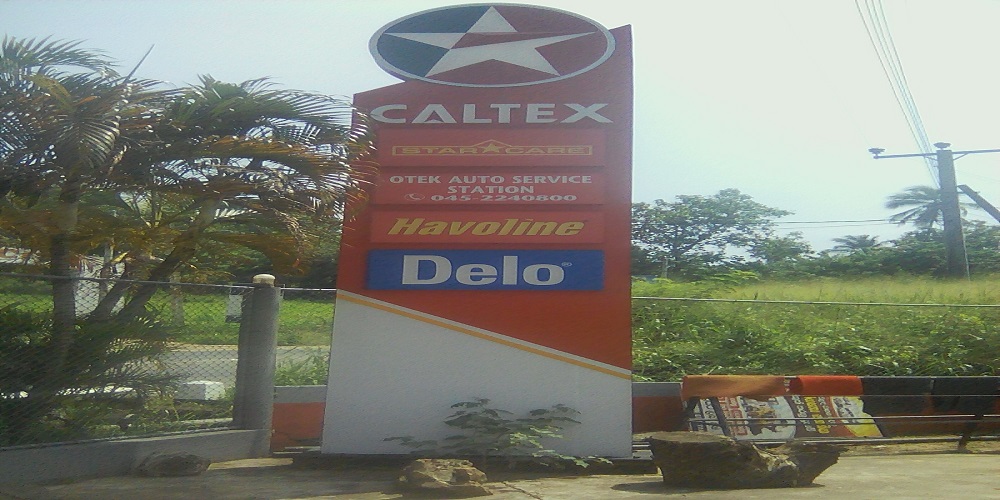 CALTEX
STAR CARE
OTEK AUTO SERVICE
STATION
045-2240800
Havoline
Delo®